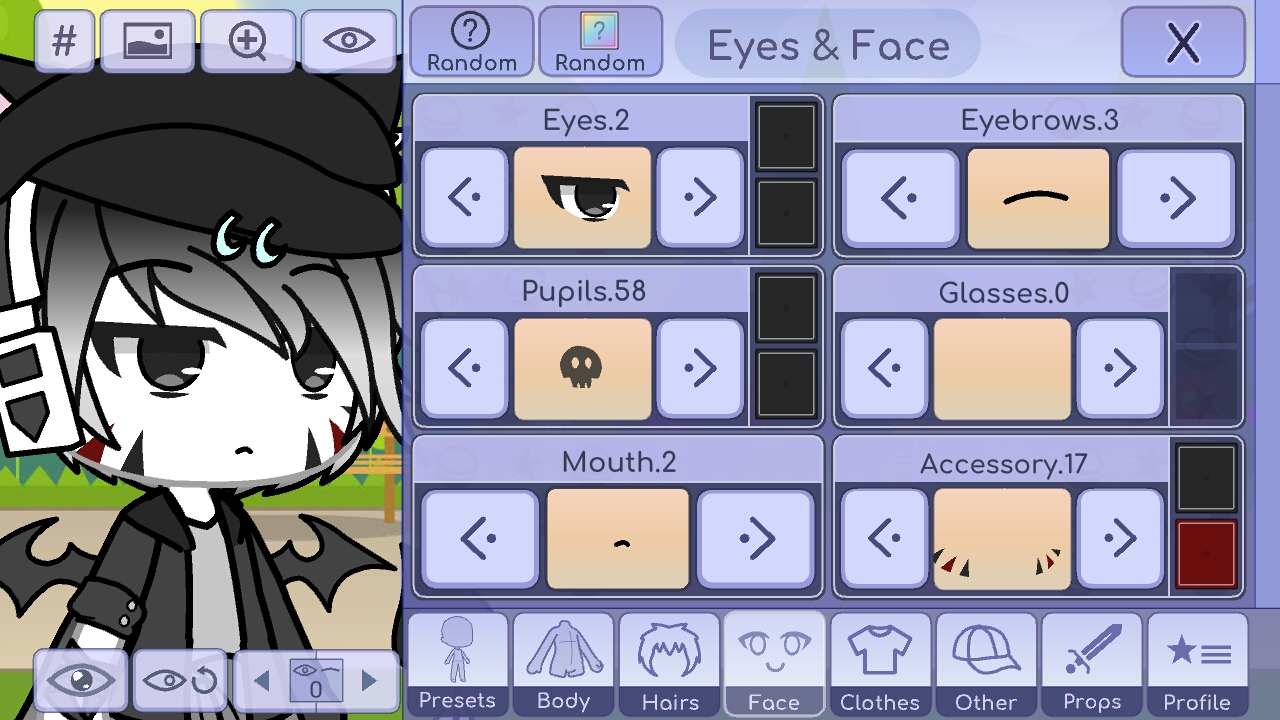 #
? Random
? Random
Eyes & Face
X
Eyes.2
Eyebrows.3
Pupils.58
Glasses.0
Mouth.2
Accessory.17
0
Presets
Body
Hairs
Face
Clothes
Other
Props
Profile